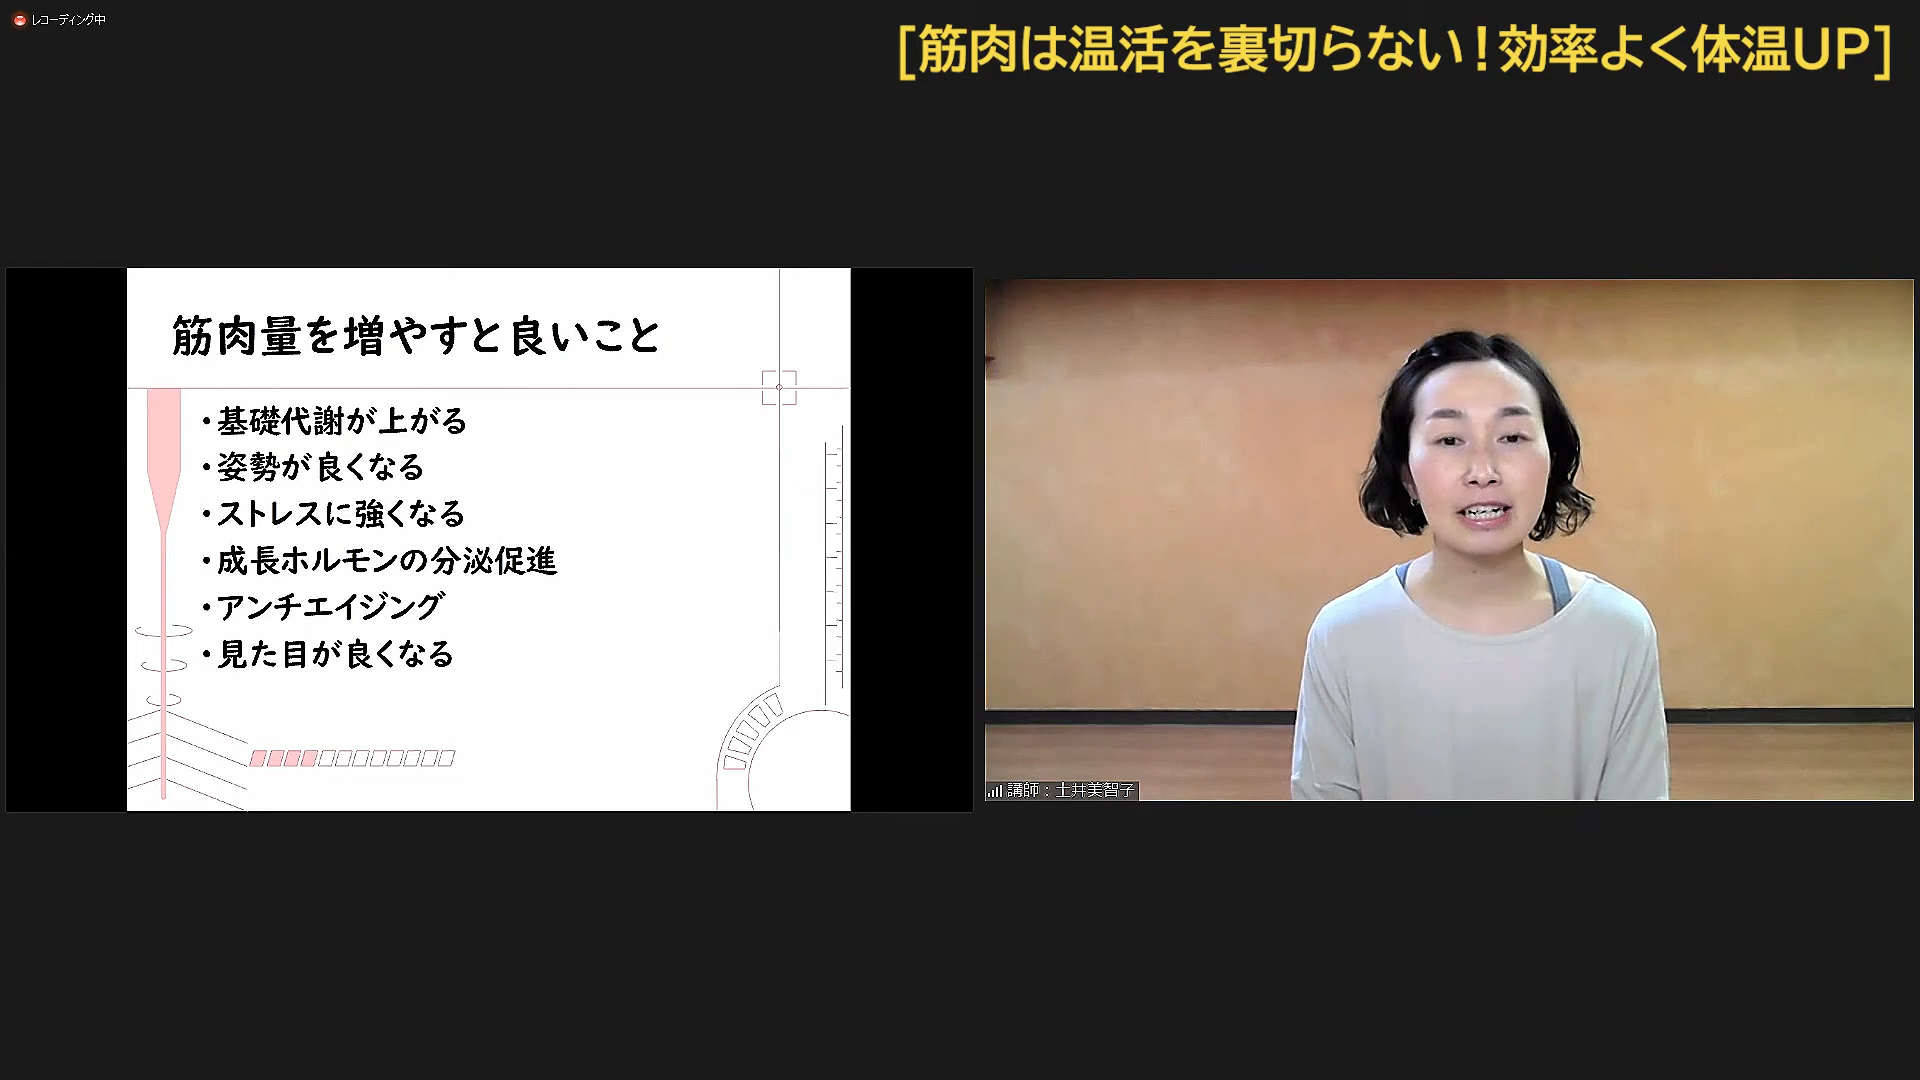 レコーディング中
[筋肉は温活を裏切らない!効率よく体温UP]
筋肉量を増やすと良いこと
・基礎代謝が上がる
・姿勢が良くなる
・ストレスに強くなる
・成長ホルモンの分泌促進
・アンチエイジング
・見た目が良くなる
講師：土井美智子